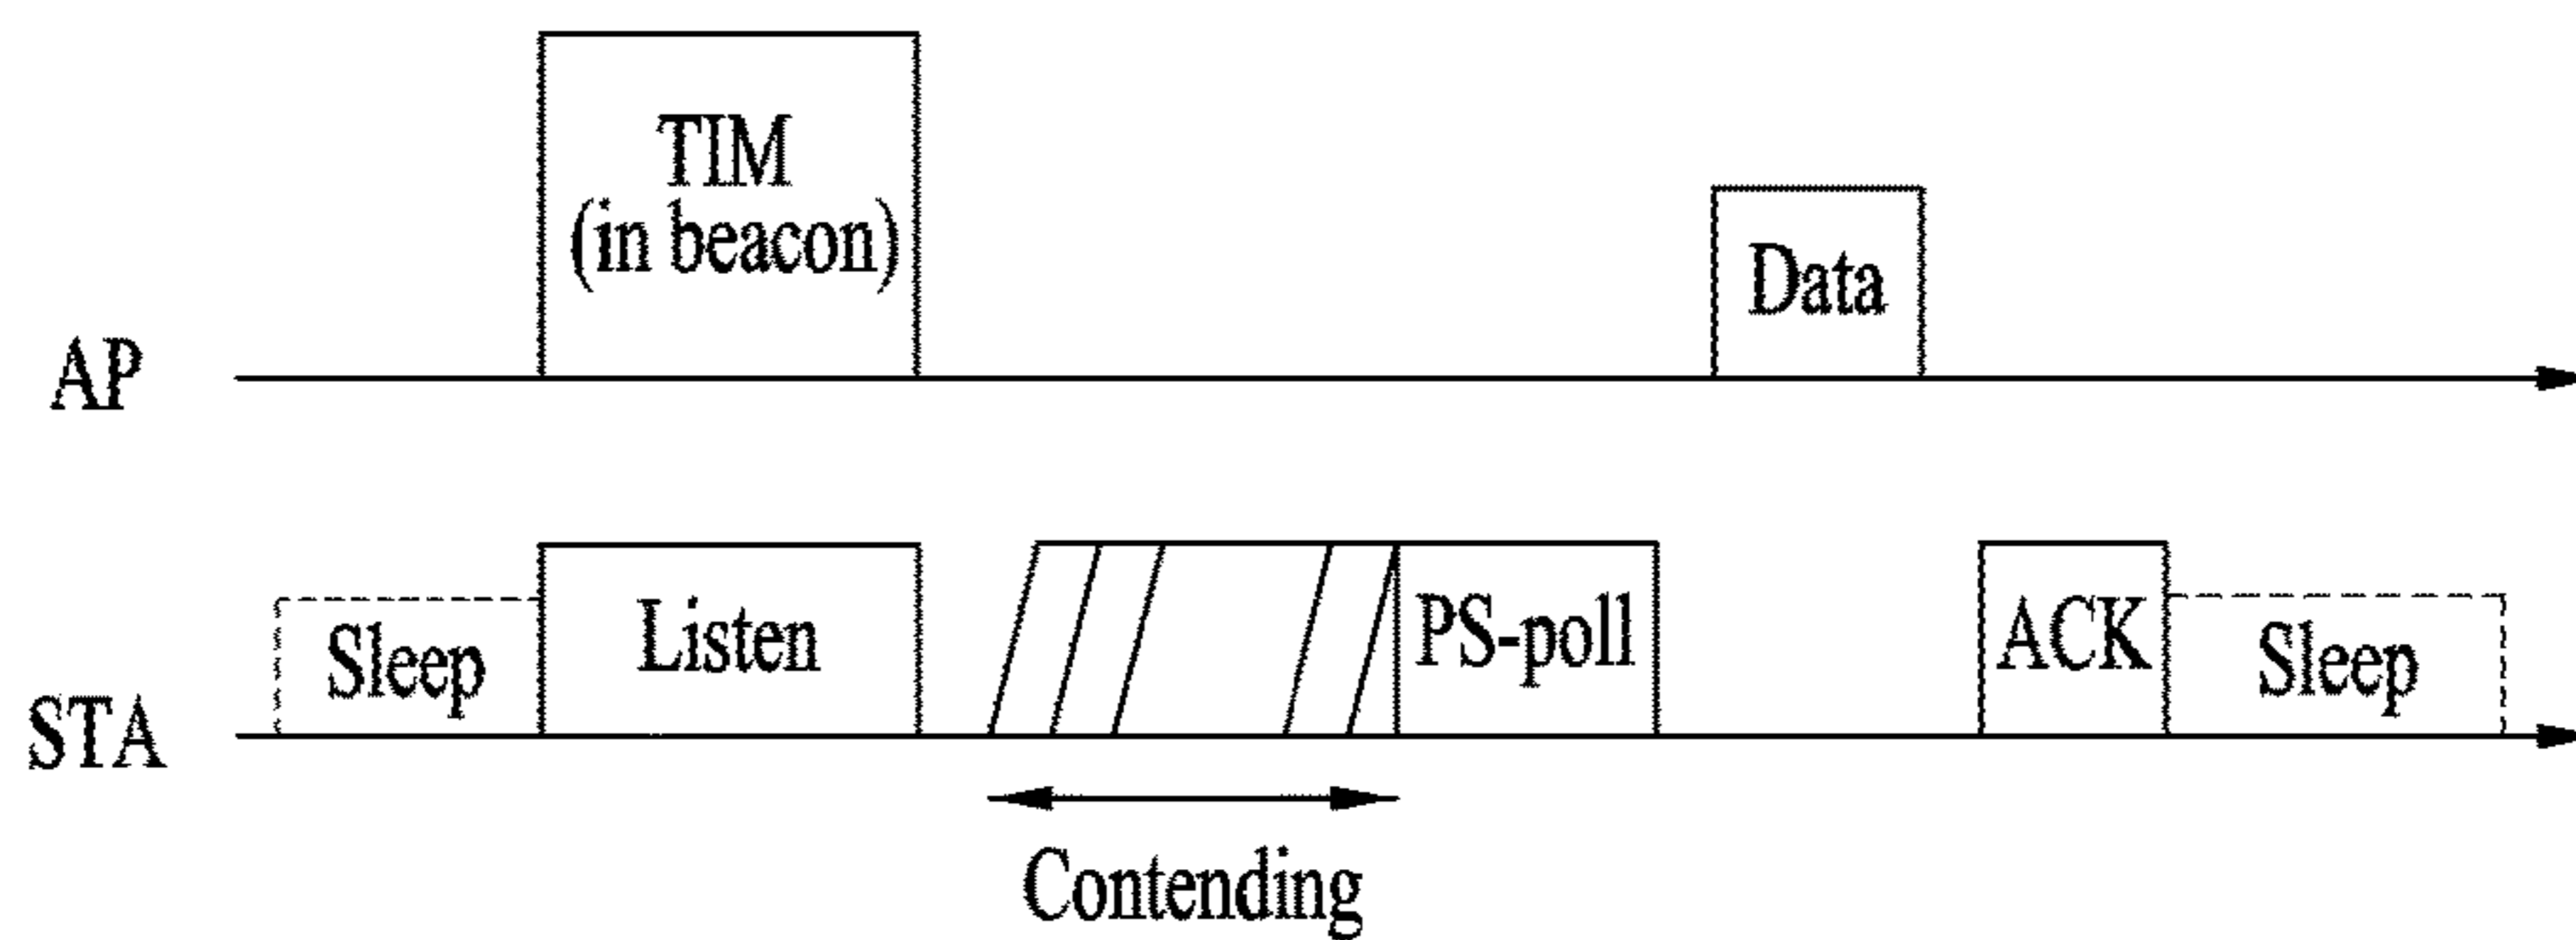 TIM
(in beacon)
Data
AP
Sleep
Listen
PS-poll
ACK
Sleep
STA
Contending